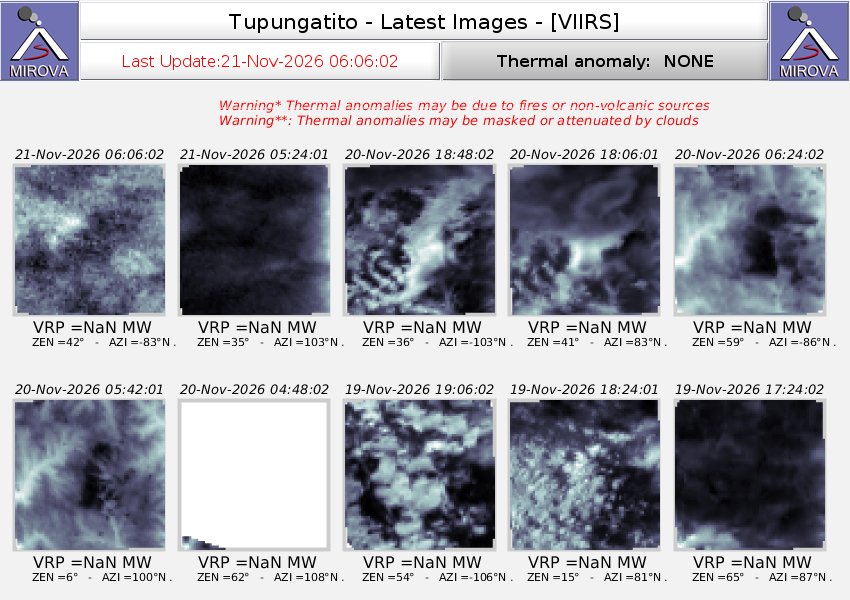 Tupungatito - Latest Images - [VIIRS]
MIROVA
MIROVA
Last Update:21-Nov-2026 06:06:02
Thermal anomaly: NONE
Warning* Thermal anomalies may be due to fires or non-volcanic sources
Warning**: Thermal anomalies may be masked or attenuated by clouds
21-Nov-2026 06:06:02 21-Nov-2026 05:24:01 20-Nov-2026 18:48:02 20-Nov-2026 18:06:01 20-Nov-2026 06:24:02
VRP =NaN MW VRP =NaN MW VRP =NaN MW VRP =NaN MW VRP =NaN MW
ZEN =42° - AZI =-83°N . ZEN =35° - AZI =103°N . ZEN =36° - AZI =-103°N . ZEN =41° - AZI =83°N . ZEN =59° - AZI =-86°N .
20-Nov-2026 05:42:01 20-Nov-2026 04:48:02 19-Nov-2026 19:06:02 19-Nov-2026 18:24:01 19-Nov-2026 17:24:02
VRP =NaN MW VRP =NaN MW VRP =NaN MW VRP =NaN MW VRP =NaN MW
ZEN =6° - AZI =100°N . ZEN =62° - AZI =108°N . ZEN =54° - AZI =-106°N . ZEN =15° - AZI =81°N . ZEN =65° - AZI =87°N .